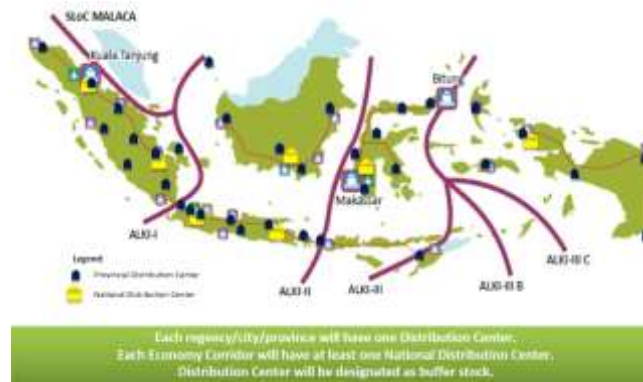 SLoC MALACA
Kuala Tanjung
Bitung
Makassar
ALKI-I
ALKI-II
ALKI-III
ALKI-III B
ALKI-III C
Legend
Provincial Distribution Center
National Distribution Center
Each regency/city/province will have one Distribution Center.
Each Economy Corridor will have at least one National Distribution Center.
Distribution Center will be designated as buffer stock.